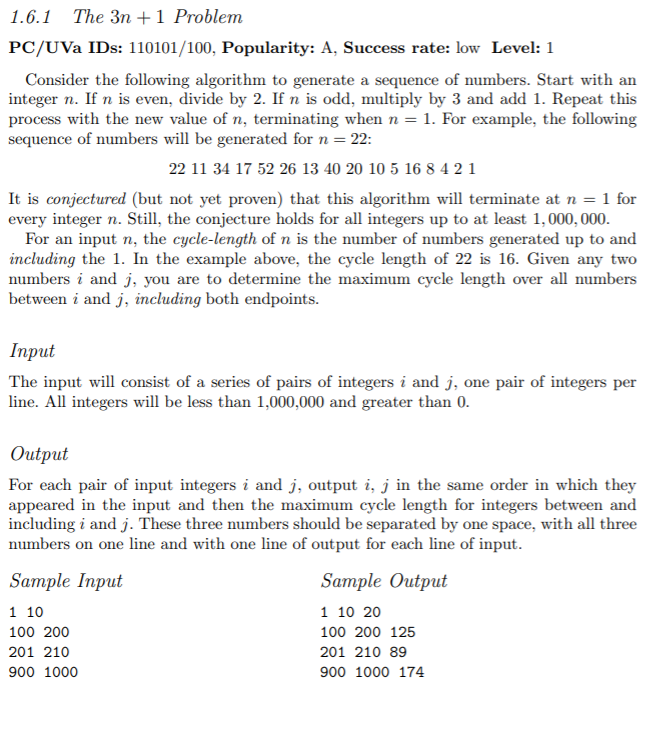 1.6.1 The 3n + 1 Problem
PC/UVa IDs: 110101/100, Popularity: A, Success rate: low Level: 1
Consider the following algorithm to generate a sequence of numbers. Start with an
integer n. If n is even, divide by 2. If n is odd, multiply by 3 and add 1. Repeat this
process with the new value of n, terminating when n = 1. For example, the following
sequence of numbers will be generated for n = 22:
22 11 34 17 52 26 13 40 20 10 5 16 8 4 2 1
It is conjectured (but not yet proven) that this algorithm will terminate at n = 1 for
every integer n. Still, the conjecture holds for all integers up to at least 1, 000, 000.
For an input n, the cycle-length of n is the number of numbers generated up to and
including the 1. In the example above, the cycle length of 22 is 16. Given any two
numbers i and j, you are to determine the maximum cycle length over all numbers
between i and j, including both endpoints.
Input
The input will consist of a series of pairs of integers i and j, one pair of integers per
line. All integers will be less than 1,000,000 and greater than 0.
Output
For each pair of input integers i and j, output i, j in the same order in which they
appeared in the input and then the maximum cycle length for integers between and
including i and j. These three numbers should be separated by one space, with all three
numbers on one line and with one line of output for each line of input.
Sample Input
1 10
100 200
201 210
900 1000
Sample Output
1 10 20
100 200 125
201 210 89
900 1000 174